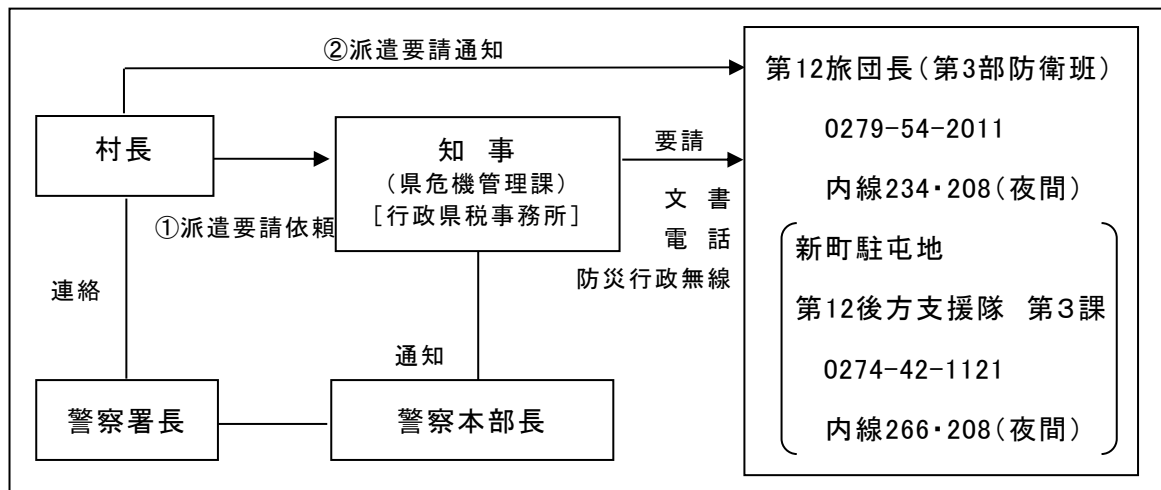 ②派遣要請通知
村長
知 事
(県危機管理課)
[行政県税事務所]
①派遣要請依頼
要請
文 書
電 話
防災行政無線
連絡
通知
警察署長
警察本部長
第12旅団長(第3部防衛班)
0279-54-2011
内線234・208(夜間)
新町駐屯地
第12後方支援隊 第3課
0274-42-1121
内線266・208(夜間)